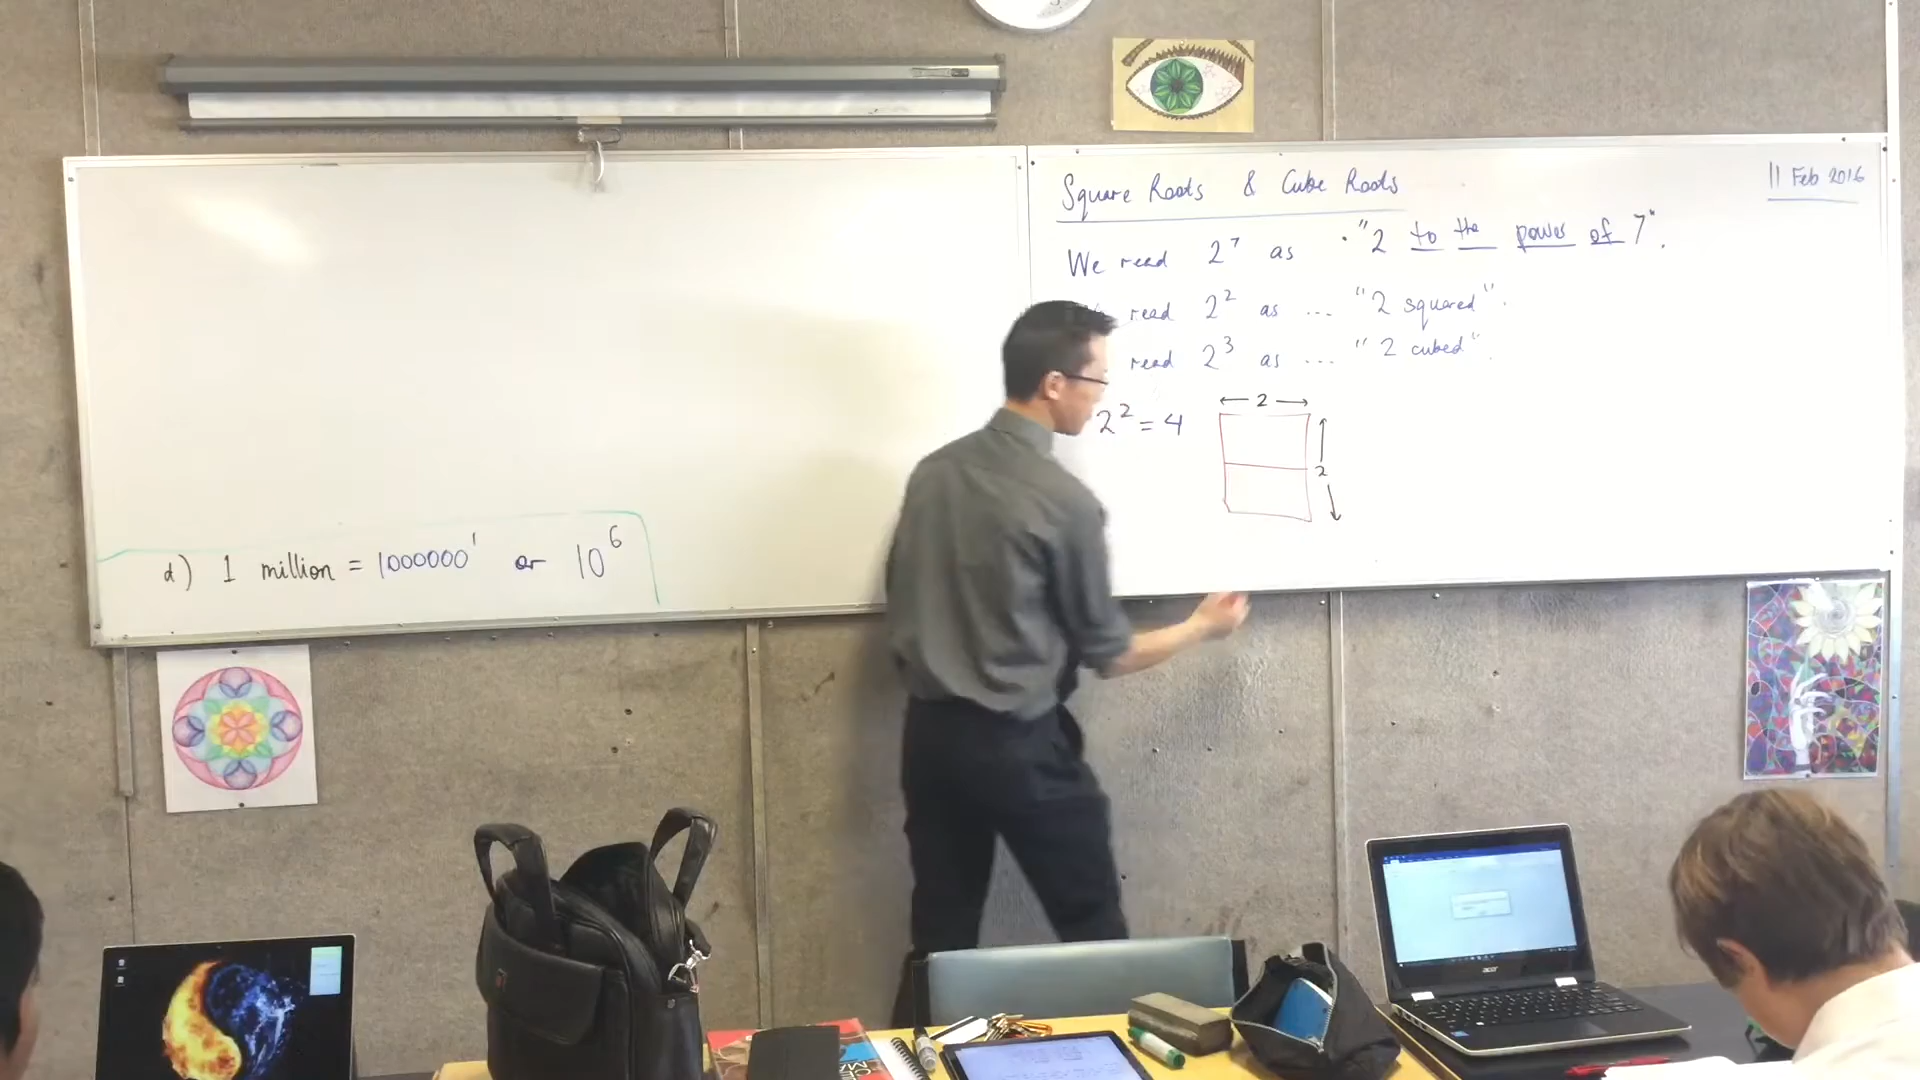 Square Roots & Cube Roots
11 Feb 2016
We read 2⁷ as "2 to the power of 7".
read 2² as ... "2 squared".
read 2³ as ... "2 cubed".
2² = 4
2
2
d) 1 million = 1000000¹ or 10⁶
acer